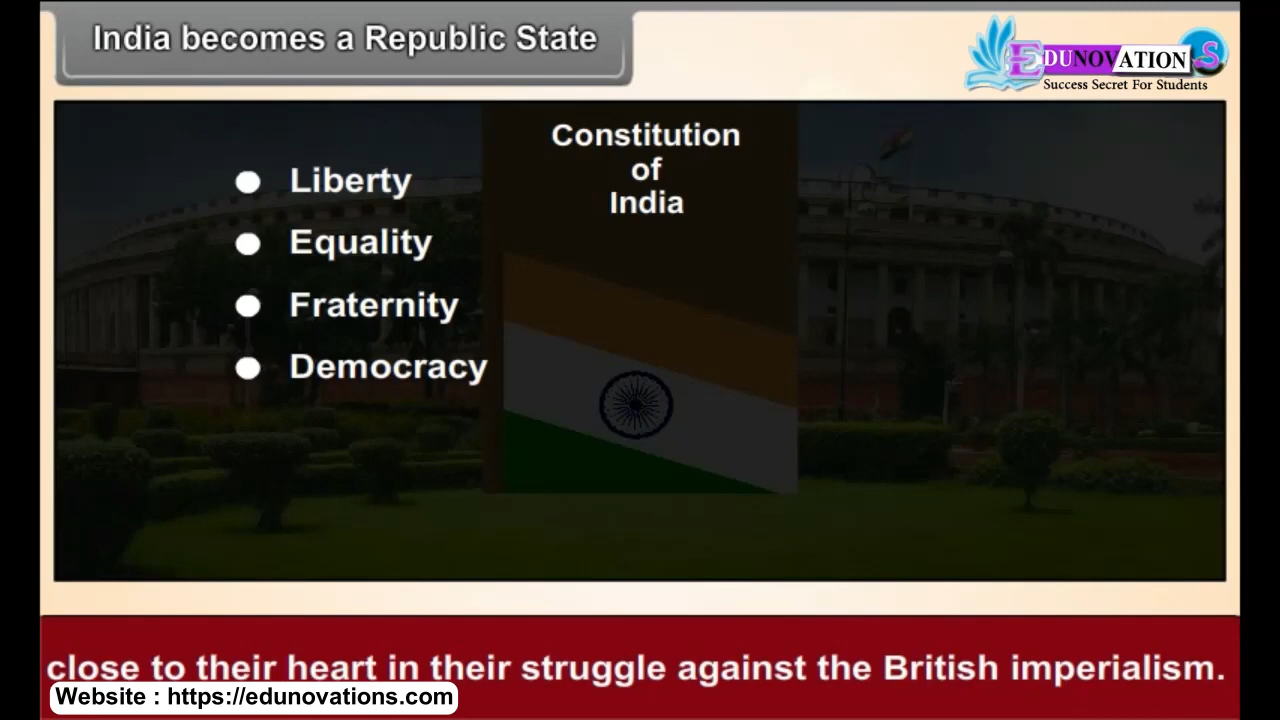 India becomes a Republic State
EDUNOVATION S
Success Secret For Students
Constitution
of
India
Liberty
Equality
Fraternity
Democracy
close to their heart in their struggle against the British imperialism.
Website : https://edunovations.com